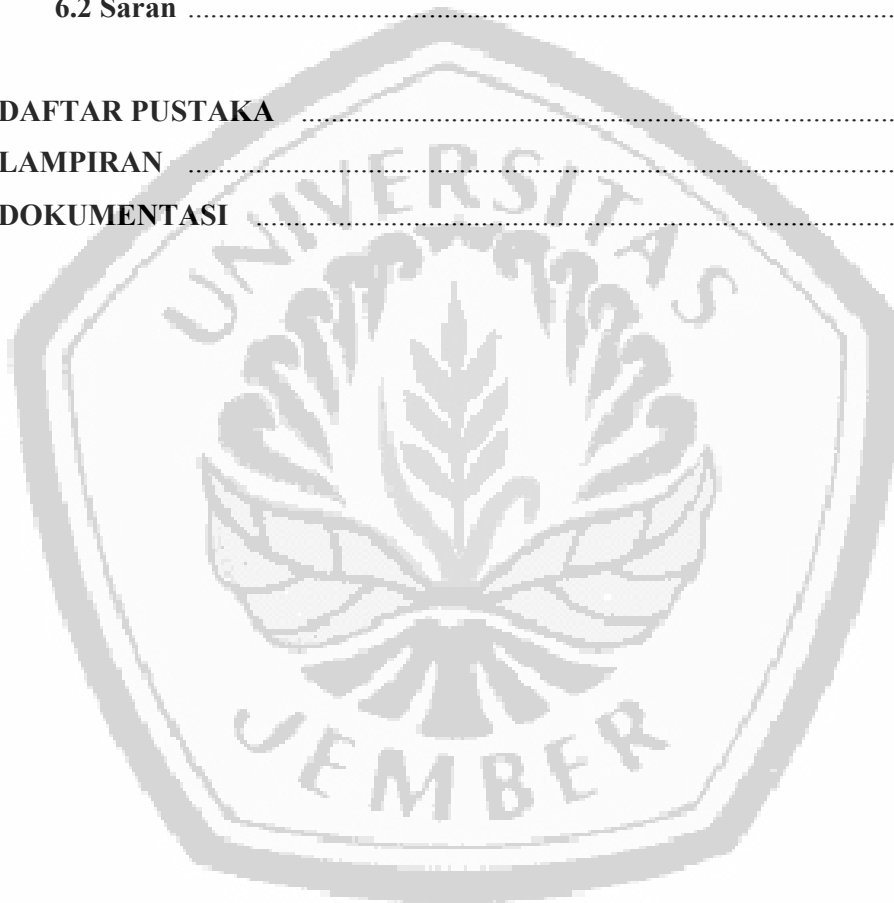 6.2 Saran ........................................................................................
DAFTAR PUSTAKA ........................................................................
LAMPIRAN ........................................................................................
DOKUMENTASI ................................................................................
UNIVERSITAS
JEMBER